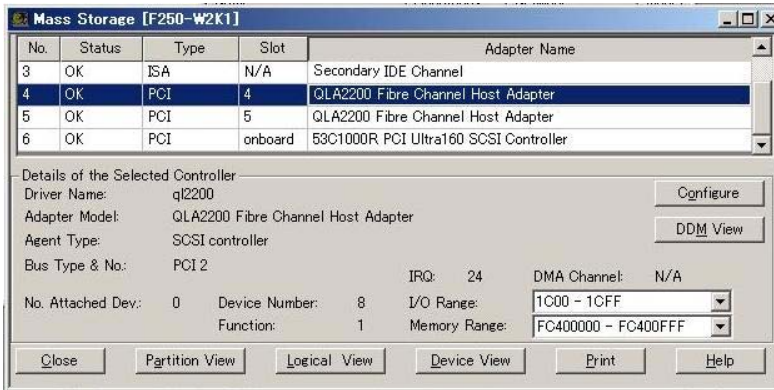 Mass Storage [F250-W2K1]
No. Status Type Slot Adapter Name
3 OK ISA N/A Secondary IDE Channel
4 OK PCI 4 QLA2200 Fibre Channel Host Adapter
5 OK PCI 5 QLA2200 Fibre Channel Host Adapter
6 OK PCI onboard 53C1000R PCI Ultra160 SCSI Controller
Details of the Selected Controller
Driver Name: ql2200 Configure
Adapter Model: QLA2200 Fibre Channel Host Adapter
Agent Type: SCSI controller DDM View
Bus Type & No.: PCI 2
IRQ: 24 DMA Channel: N/A
No. Attached Dev.: 0 Device Number: 8 I/O Range: 1C00 - 1CFF
Function: 1 Memory Range: FC400000 - FC400FFF
Close Partition View Logical View Device View Print Help